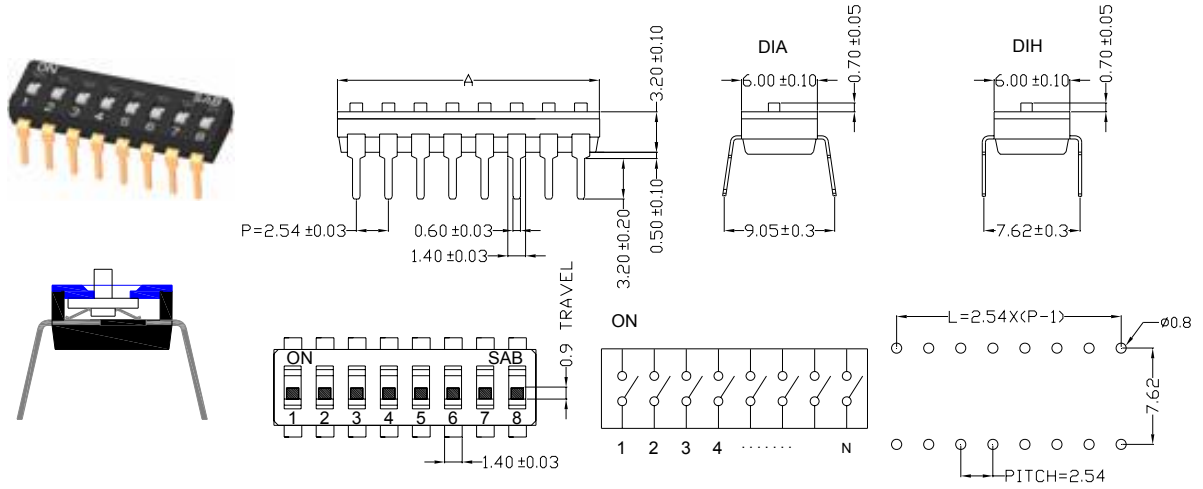 ON
SAB
1 2 3 4 5 6 7 8
A
3.20 ±0.10
P=2.54 ±0.03
0.60 ±0.03
1.40 ±0.03
3.20 ±0.20
0.50 ±0.10
DIA
6.00 ±0.10
0.70 ±0.05
9.05±0.3
DIH
6.00 ±0.10
0.70 ±0.05
7.62±0.3
ON SAB
1 2 3 4 5 6 7 8
0.9 TRAVEL
1.40 ±0.03
ON
1 2 3 4 ....... N
L=2.54X(P-1)
ø0.8
7.62
PITCH=2.54